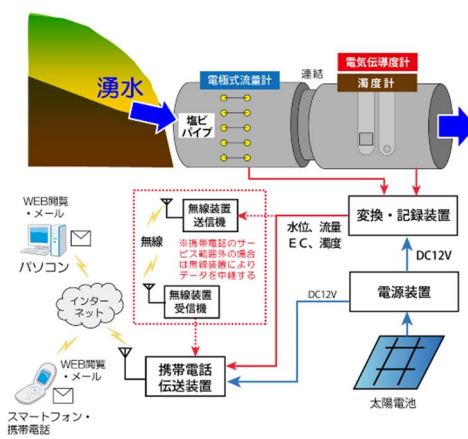 電気伝導度計
電極式流量計
連結
濁度計
湧水
塩ビ
パイプ
WEB閲覧
・メール
パソコン
無線装置
送信機
無線
※携帯電話のサー
ビス範囲外の場合
は無線装置により
データを中継する
無線装置
受信機
水位、流量
EC、濁度
変換・記録装置
DC12V
電源装置
DC12V
インター
ネット
WEB閲覧
・メール
スマートフォン・
携帯電話
携帯電話
伝送装置
太陽電池